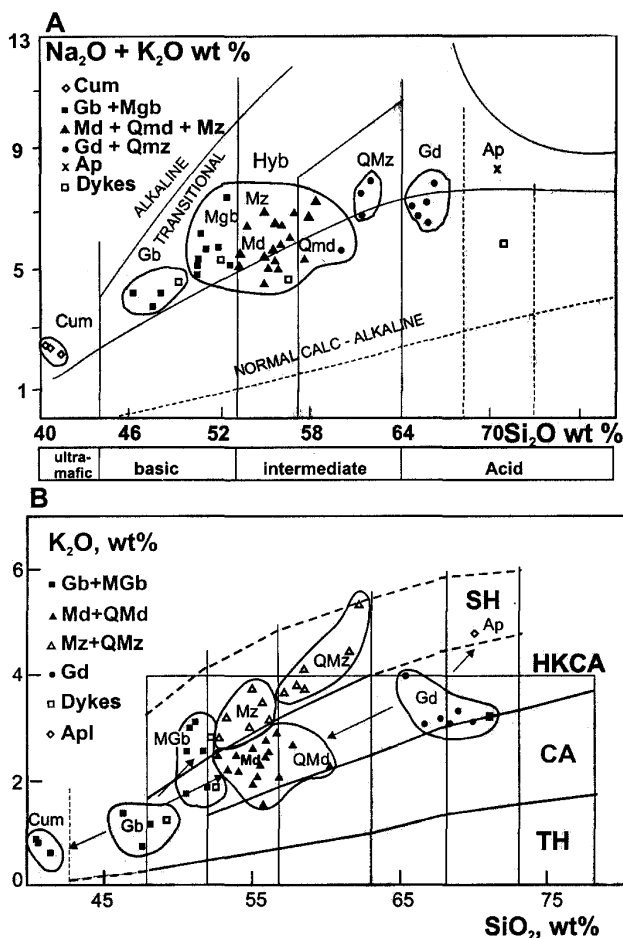 A
13
Na₂O + K₂O wt %
Cum
Gb +Mgb
Md + Qmd + Mz
Gd + Qmz
Ap
Dykes
9
5
1
ALKALINE
TRANSITIONAL
Hyb
QMz
Gd
Ap
Mz
Mgb
Md
Qmd
Gb
Cum
NORMAL CALC - ALKALINE
40 46 52 58 64 70 Si₂O wt %
ultra-
mafic
basic
intermediate
Acid
B
K₂O, wt%
6
Gb+MGb
Md+QMd
Mz+QMz
Gd
Dykes
Apl
4
2
0
SH
Ap
HKCA
QMz
Gd
Mz
MGb
CA
Md
QMd
Cum
Gb
TH
45 55 65 75
SiO₂, wt%